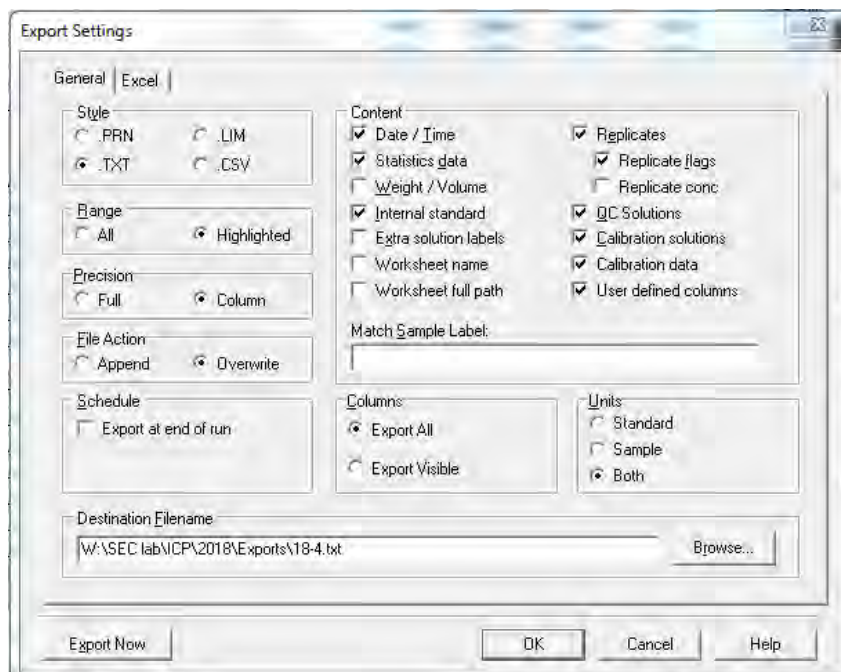 Export Settings
General Excel
Style
.PRN .LIM
.TXT .CSV
Range
All Highlighted
Precision
Full Column
File Action
Append Overwrite
Schedule
Export at end of run
Content
Date / Time Replicates
Statistics data Replicate flags
Weight / Volume Replicate conc
Internal standard QC Solutions
Extra solution labels Calibration solutions
Worksheet name Calibration data
Worksheet full path User defined columns
Match Sample Label:
Columns
Export All
Export Visible
Units
Standard
Sample
Both
Destination Filename
W:\SEC lab\ICP\2018\Exports\18-4.txt Browse...
Export Now OK Cancel Help